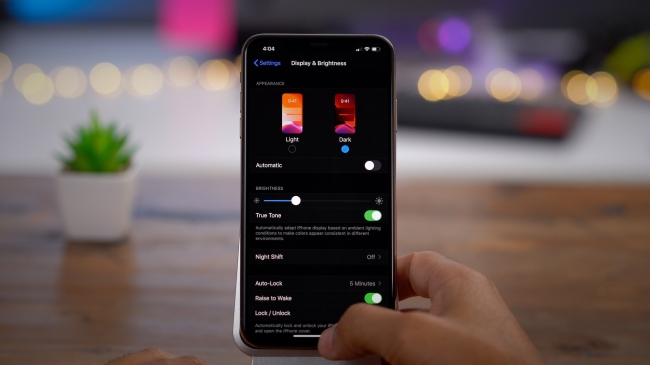 4:04
Settings
Display & Brightness
APPEARANCE
9:41 9:41
Light Dark
Automatic
BRIGHTNESS
True Tone
Automatically adapt iPhone display based on ambient lighting
conditions to make colors appear consistent in different
environments.
Night Shift Off
Auto-Lock 5 Minutes
Raise to Wake
Lock / Unlock
Automatically lock and unlock your
and open the iPhone cover.